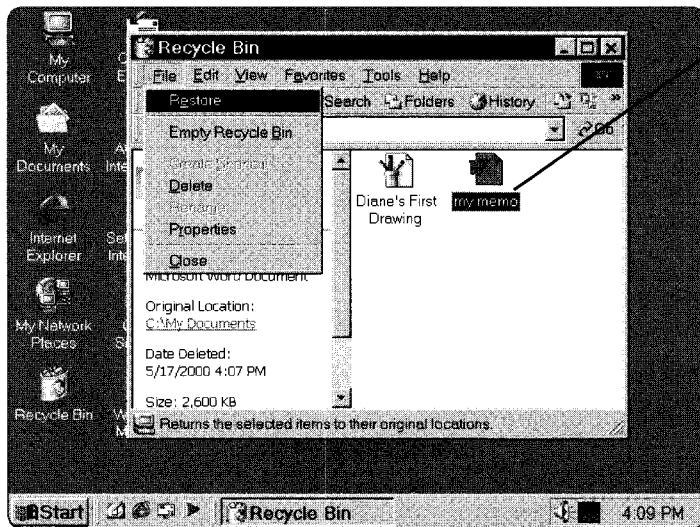 My
Computer
My
Documents
Internet
Explorer
My Network
Places
Recycle Bin
Recycle Bin
File Edit View Favorites Tools Help
Search Folders History »
Go
Restore
Empty Recycle Bin
Create Shortcut
Delete
Rename
Properties
Close
Microsoft Word Document
Original Location:
C:\My Documents
Date Deleted:
5/17/2000 4:07 PM
Size: 2,600 KB
Diane's First
Drawing
my memo
Returns the selected items to their original locations.
Start Recycle Bin 4:09 PM